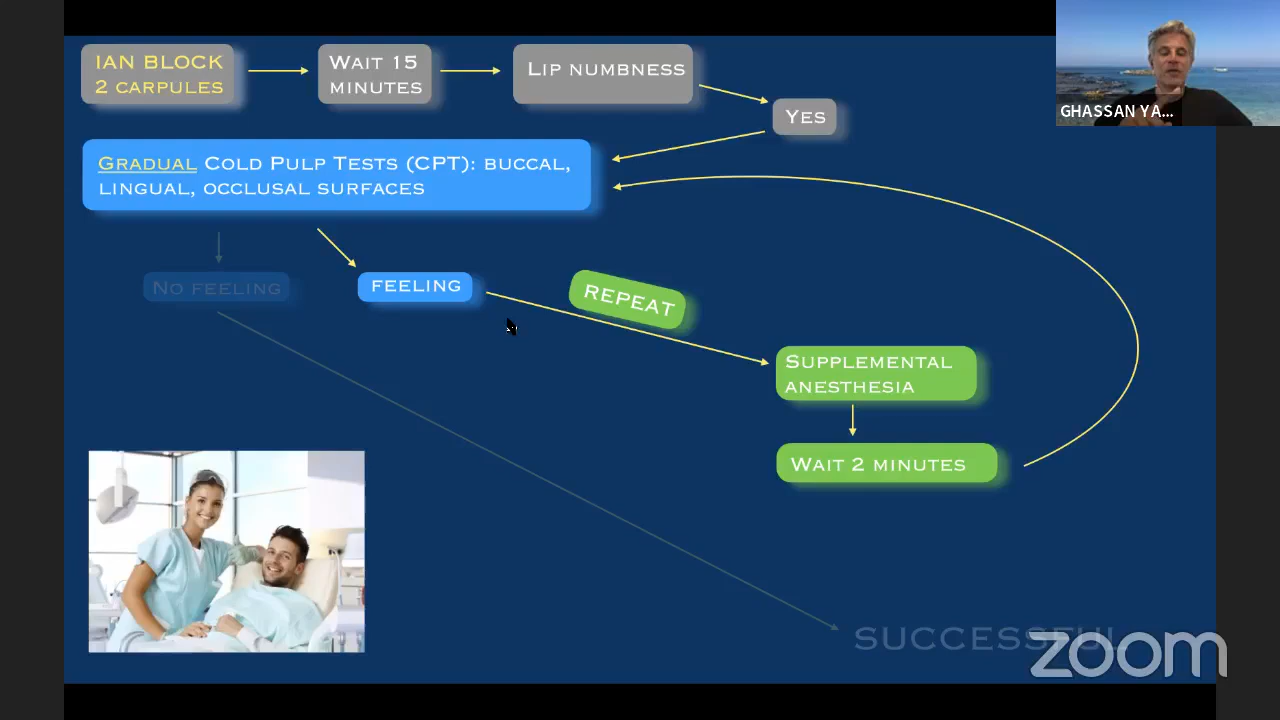 IAN BLOCK
2 CARPULES
WAIT 15
MINUTES
LIP NUMBNESS
YES
GHASSAN YA...
GRADUAL COLD PULP TESTS (CPT): BUCCAL,
LINGUAL, OCCLUSAL SURFACES
NO FEELING
FEELING
REPEAT
SUPPLEMENTAL
ANESTHESIA
WAIT 2 MINUTES
SUCCESSFUL
zoom